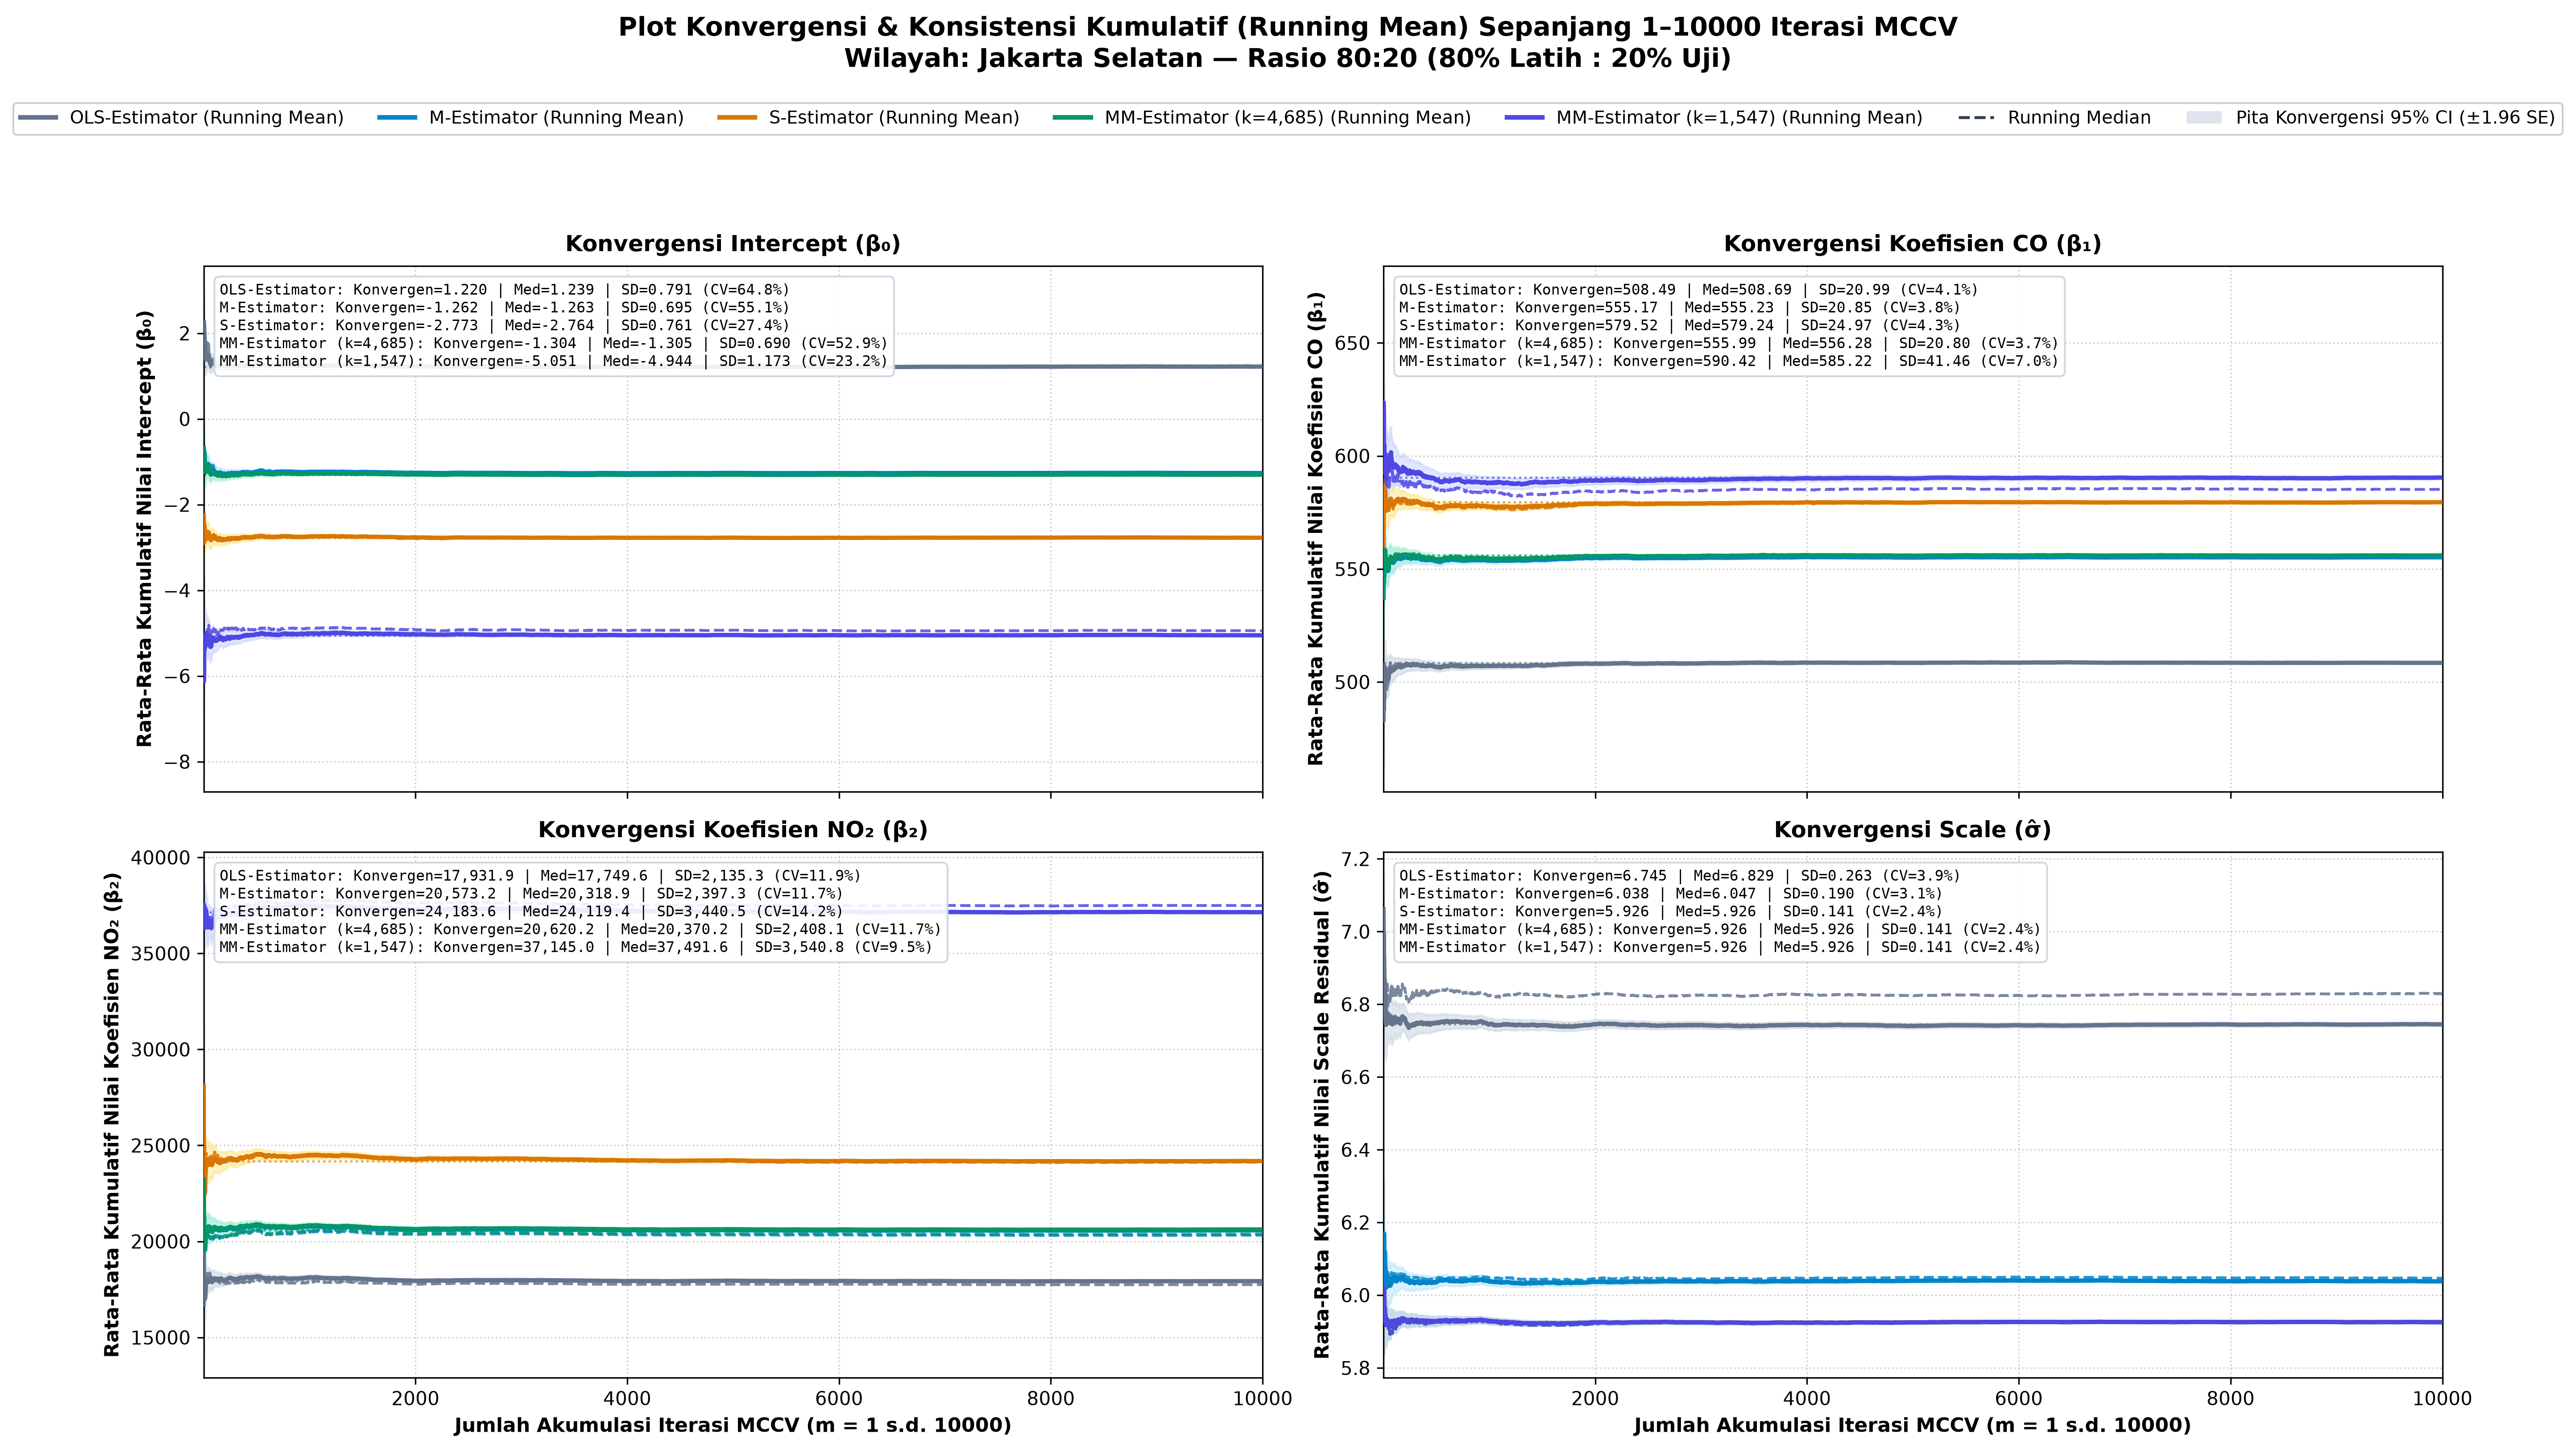 Plot Konvergensi & Konsistensi Kumulatif (Running Mean) Sepanjang 1–10000 Iterasi MCCV
Wilayah: Jakarta Selatan — Rasio 80:20 (80% Latih : 20% Uji)
OLS-Estimator (Running Mean)
M-Estimator (Running Mean)
S-Estimator (Running Mean)
MM-Estimator (k=4,685) (Running Mean)
MM-Estimator (k=1,547) (Running Mean)
Running Median
Pita Konvergensi 95% CI (±1.96 SE)
Konvergensi Intercept (β₀)
Rata-Rata Kumulatif Nilai Intercept (β₀)
OLS-Estimator: Konvergen=1.220 | Med=1.239 | SD=0.791 (CV=64.8%)
M-Estimator: Konvergen=-1.262 | Med=-1.263 | SD=0.695 (CV=55.1%)
S-Estimator: Konvergen=-2.773 | Med=-2.764 | SD=0.761 (CV=27.4%)
MM-Estimator (k=4,685): Konvergen=-1.304 | Med=-1.305 | SD=0.690 (CV=52.9%)
MM-Estimator (k=1,547): Konvergen=-5.051 | Med=-4.944 | SD=1.173 (CV=23.2%)
2
0
−2
−4
−6
−8
Konvergensi Koefisien CO (β₁)
Rata-Rata Kumulatif Nilai Koefisien CO (β₁)
OLS-Estimator: Konvergen=508.49 | Med=508.69 | SD=20.99 (CV=4.1%)
M-Estimator: Konvergen=555.17 | Med=555.23 | SD=20.85 (CV=3.8%)
S-Estimator: Konvergen=579.52 | Med=579.24 | SD=24.97 (CV=4.3%)
MM-Estimator (k=4,685): Konvergen=555.99 | Med=556.28 | SD=20.80 (CV=3.7%)
MM-Estimator (k=1,547): Konvergen=590.42 | Med=585.22 | SD=41.46 (CV=7.0%)
650
600
550
500
Konvergensi Koefisien NO₂ (β₂)
Rata-Rata Kumulatif Nilai Koefisien NO₂ (β₂)
OLS-Estimator: Konvergen=17,931.9 | Med=17,749.6 | SD=2,135.3 (CV=11.9%)
M-Estimator: Konvergen=20,573.2 | Med=20,318.9 | SD=2,397.3 (CV=11.7%)
S-Estimator: Konvergen=24,183.6 | Med=24,119.4 | SD=3,440.5 (CV=14.2%)
MM-Estimator (k=4,685): Konvergen=20,620.2 | Med=20,370.2 | SD=2,408.1 (CV=11.7%)
MM-Estimator (k=1,547): Konvergen=37,145.0 | Med=37,491.6 | SD=3,540.8 (CV=9.5%)
40000
35000
30000
25000
20000
15000
2000 4000 6000 8000 10000
Jumlah Akumulasi Iterasi MCCV (m = 1 s.d. 10000)
Konvergensi Scale (σ̂)
Rata-Rata Kumulatif Nilai Scale Residual (σ̂)
OLS-Estimator: Konvergen=6.745 | Med=6.829 | SD=0.263 (CV=3.9%)
M-Estimator: Konvergen=6.038 | Med=6.047 | SD=0.190 (CV=3.1%)
S-Estimator: Konvergen=5.926 | Med=5.926 | SD=0.141 (CV=2.4%)
MM-Estimator (k=4,685): Konvergen=5.926 | Med=5.926 | SD=0.141 (CV=2.4%)
MM-Estimator (k=1,547): Konvergen=5.926 | Med=5.926 | SD=0.141 (CV=2.4%)
7.2
7.0
6.8
6.6
6.4
6.2
6.0
5.8
2000 4000 6000 8000 10000
Jumlah Akumulasi Iterasi MCCV (m = 1 s.d. 10000)